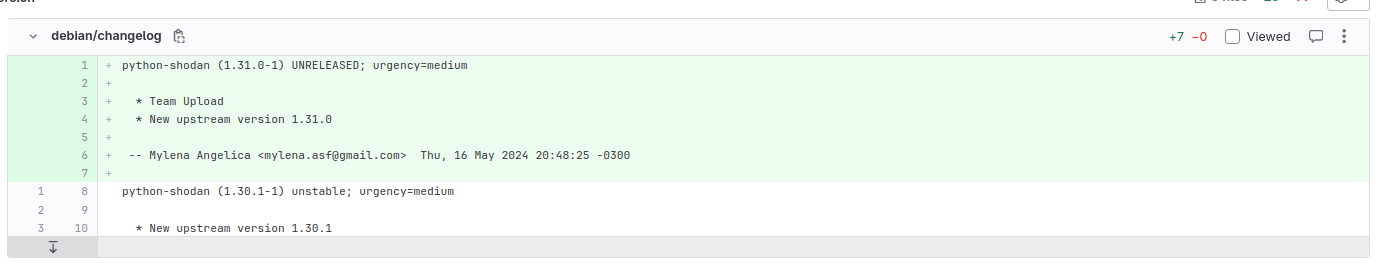 debian/changelog
+7 −0 Viewed
1 + python-shodan (1.31.0-1) UNRELEASED; urgency=medium
2 +
3 + * Team Upload
4 + * New upstream version 1.31.0
5 +
6 + -- Mylena Angelica <mylena.asf@gmail.com>  Thu, 16 May 2024 20:48:25 -0300
7 +
1 8 python-shodan (1.30.1-1) unstable; urgency=medium
2 9
3 10 * New upstream version 1.30.1